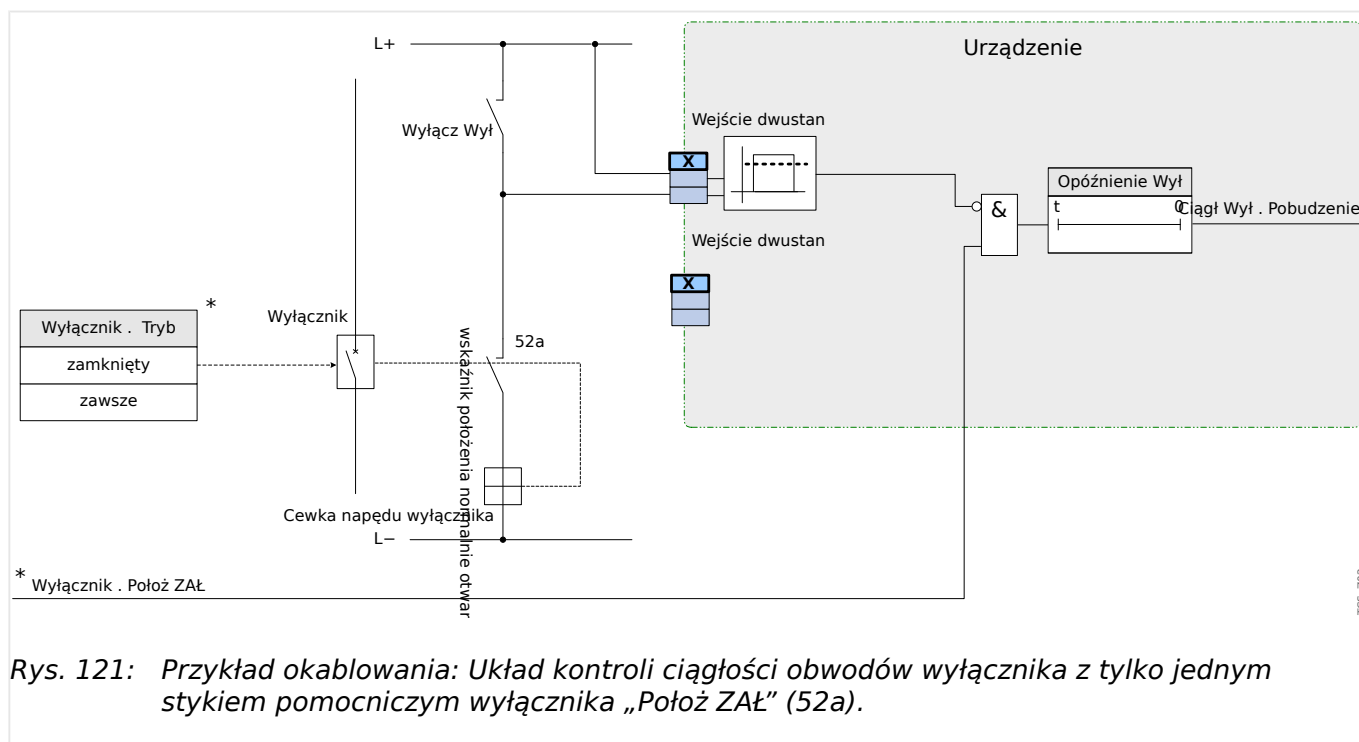 L+
Urządzenie
Wyłącz Wył
Wejście dwustan
X
Opóźnienie Wył
t
0
&
Ciągł Wył . Pobudzenie
Wejście dwustan
X
*
Wyłącznik . Tryb
zamknięty
zawsze
Wyłącznik
*
52a
wskaźnik położenia normalnie otwar
Cewka napędu wyłącznika
L−
*
Wyłącznik . Położ ZAŁ
Rys. 121: Przykład okablowania: Układ kontroli ciągłości obwodów wyłącznika z tylko jednym
stykiem pomocniczym wyłącznika „Położ ZAŁ” (52a).